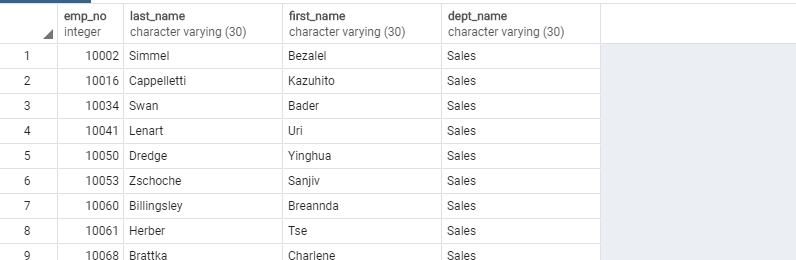 emp_no last_name first_name dept_name
integer character varying (30) character varying (30) character varying (30)
1 10002 Simmel Bezalel Sales
2 10016 Cappelletti Kazuhito Sales
3 10034 Swan Bader Sales
4 10041 Lenart Uri Sales
5 10050 Dredge Yinghua Sales
6 10053 Zschoche Sanjiv Sales
7 10060 Billingsley Breannda Sales
8 10061 Herber Tse Sales
9 10068 Brattka Charlene Sales